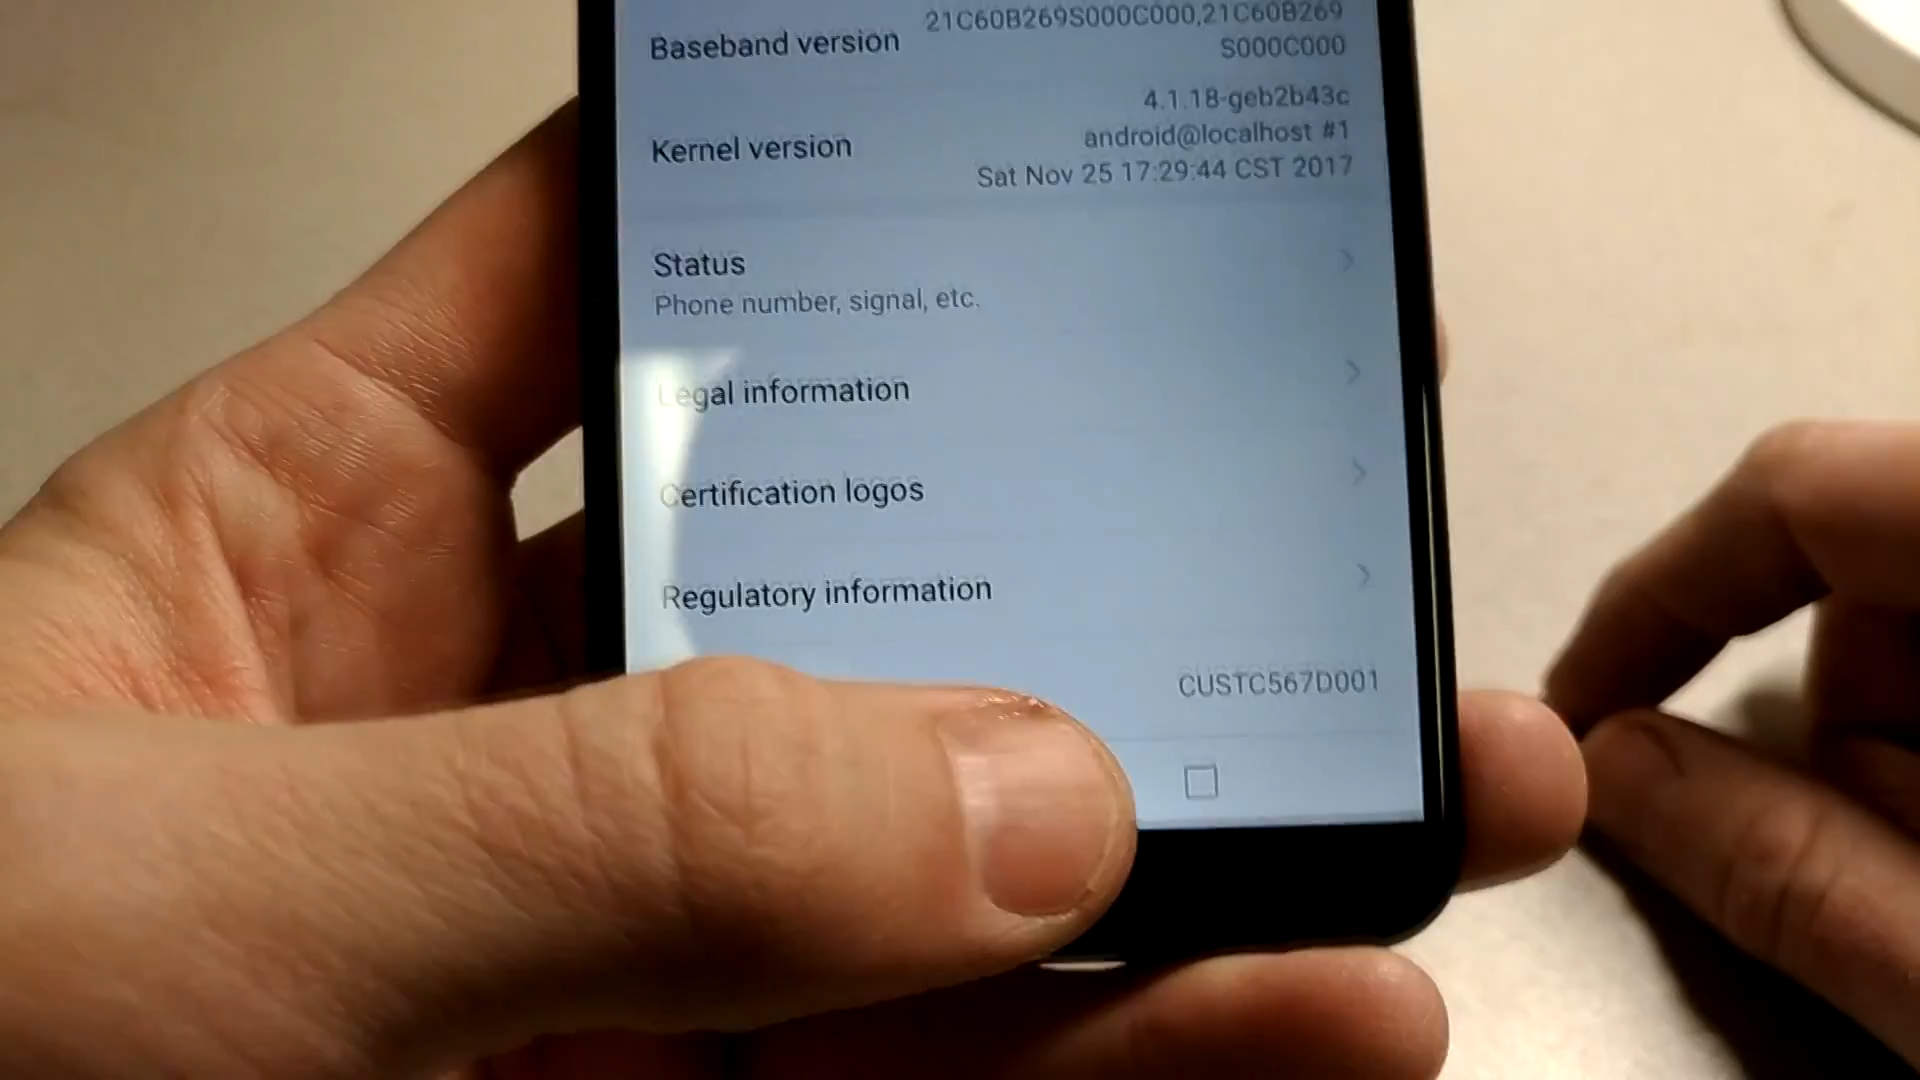 Baseband version
21C60B269S000C000,21C60B269
S000C000
Kernel version
4.1.18-geb2b43c
android@localhost #1
Sat Nov 25 17:29:44 CST 2017
Status
Phone number, signal, etc.
Legal information
Certification logos
Regulatory information
CUSTC567D001